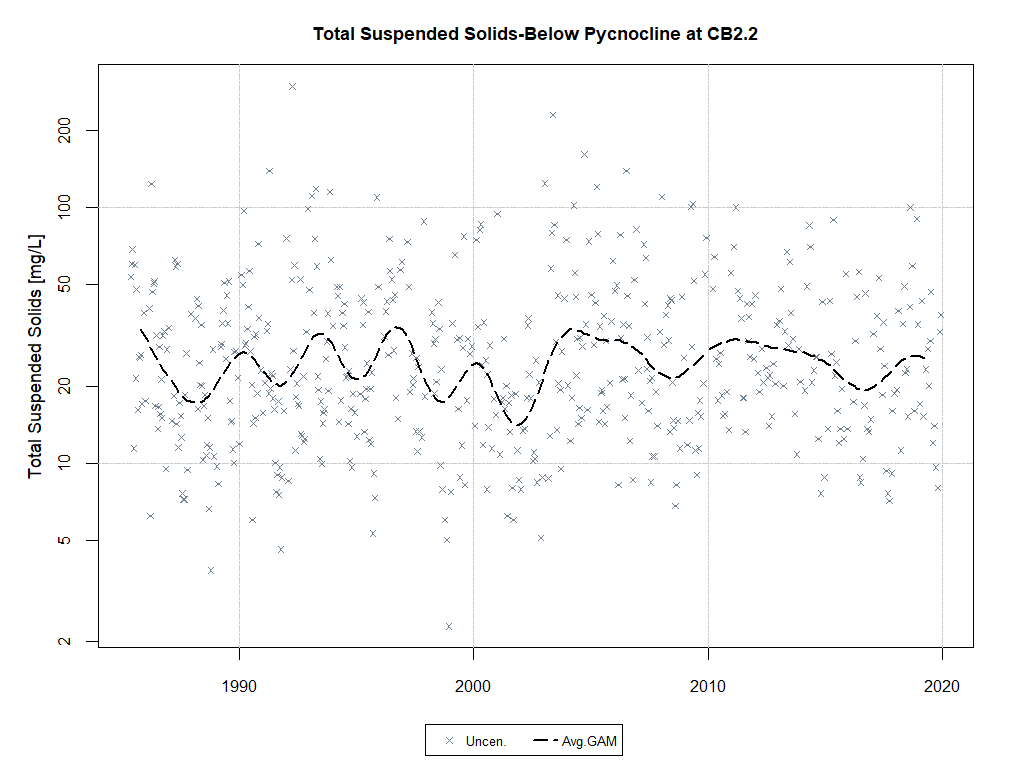 Total Suspended Solids-Below Pycnocline at CB2.2
Total Suspended Solids [mg/L]
200
100
50
20
10
5
2
1990 2000 2010 2020
Uncen. Avg.GAM